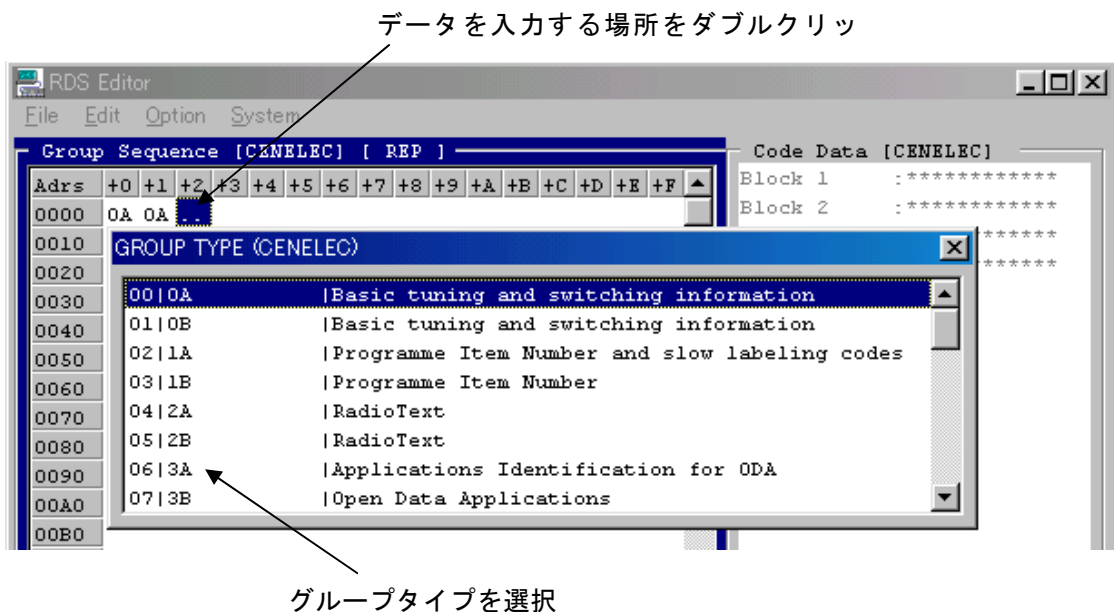 データを入力する場所をダブルクリッ
RDS Editor
File Edit Option System
Group Sequence [CENELEC] [ REP ]
Code Data [CENELEC]
Adrs +0 +1 +2 +3 +4 +5 +6 +7 +8 +9 +A +B +C +D +E +F
Block 1 :************
0000 0A 0A ..
Block 2 :************
0010
GROUP TYPE (CENELEC)
*****
0020
*****
0030
00|0A |Basic tuning and switching information
0040
01|0B |Basic tuning and switching information
0050
02|1A |Programme Item Number and slow labeling codes
0060
03|1B |Programme Item Number
0070
04|2A |RadioText
0080
05|2B |RadioText
0090
06|3A |Applications Identification for ODA
00A0
07|3B |Open Data Applications
00B0
グループタイプを選択